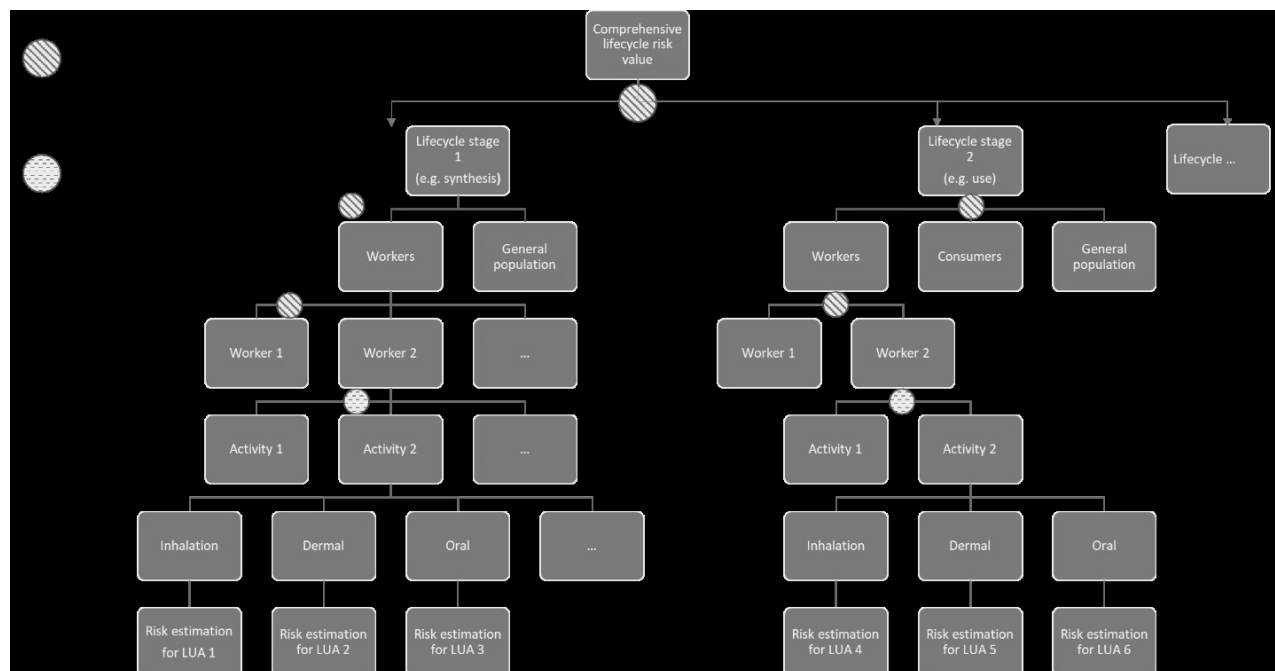 Comprehensive
lifecycle risk
value
Lifecycle stage
1
(e.g. synthesis)
Lifecycle stage
2
(e.g. use)
Lifecycle ...
Workers
General
population
Workers
Consumers
General
population
Worker 1
Worker 2
...
Worker 1
Worker 2
Activity 1
Activity 2
...
Activity 1
Activity 2
Inhalation
Dermal
Oral
...
Inhalation
Dermal
Oral
Risk estimation
for LUA 1
Risk estimation
for LUA 2
Risk estimation
for LUA 3
Risk estimation
for LUA 4
Risk estimation
for LUA 5
Risk estimation
for LUA 6